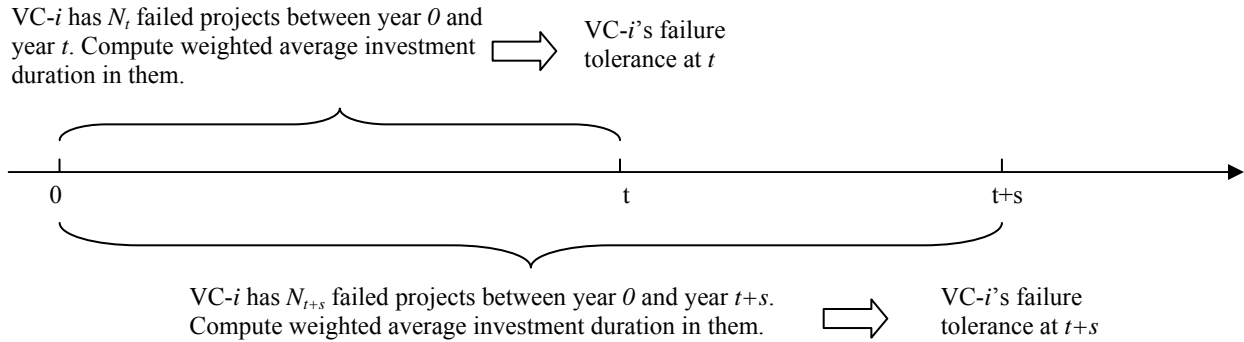 VC-i has Nt failed projects between year 0 and
year t. Compute weighted average investment
duration in them.
VC-i's failure
tolerance at t
0
t
t+s
VC-i has Nt+s failed projects between year 0 and year t+s.
Compute weighted average investment duration in them.
VC-i's failure
tolerance at t+s